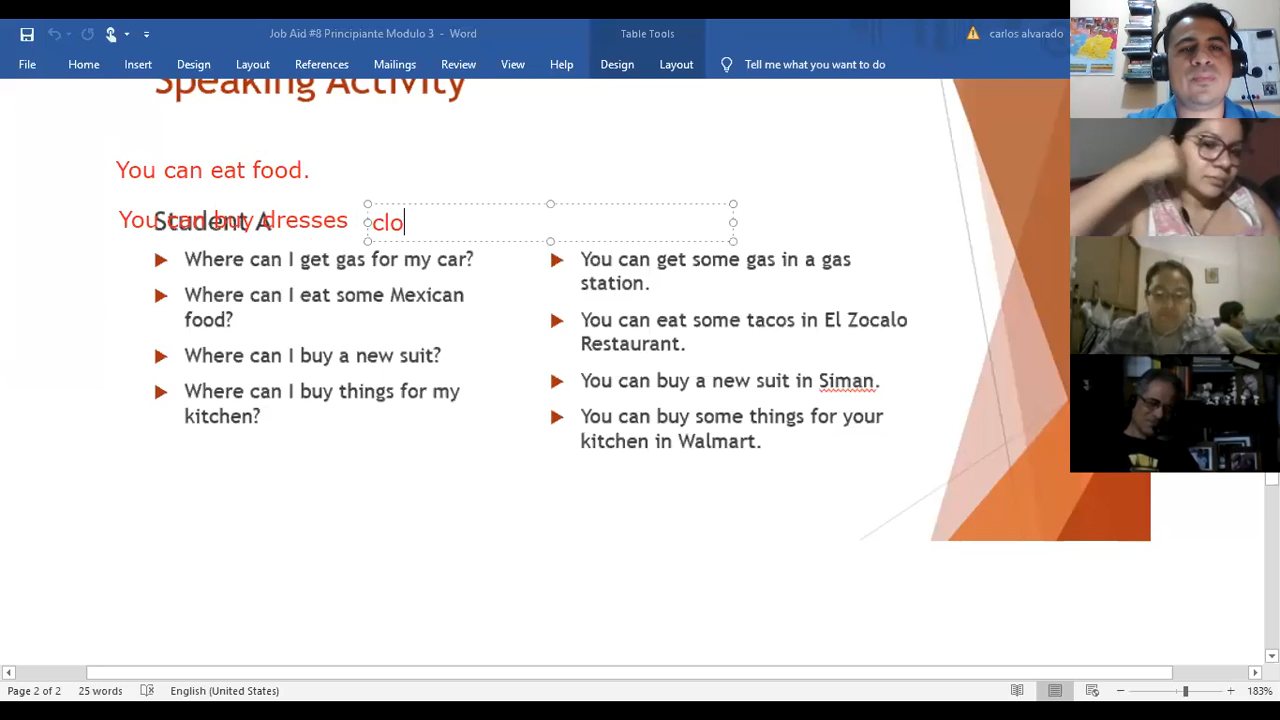 Job Aid #8 Principiante Modulo 3 - Word
Table Tools
carlos alvarado
File Home Insert Design Layout References Mailings Review View Help Design Layout Tell me what you want to do
Speaking Activity
You can eat food.
You can buy dresses
clo
Student A
Where can I get gas for my car?
Where can I eat some Mexican
food?
Where can I buy a new suit?
Where can I buy things for my
kitchen?
You can get some gas in a gas
station.
You can eat some tacos in El Zocalo
Restaurant.
You can buy a new suit in Siman.
You can buy some things for your
kitchen in Walmart.
Page 2 of 2 25 words English (United States) 183%